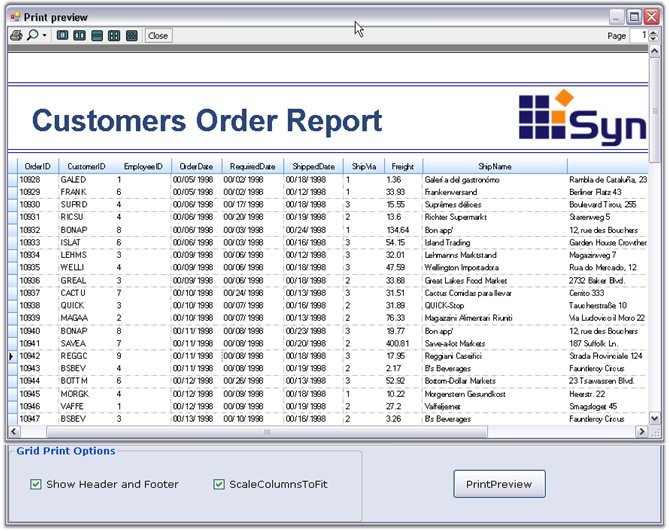 Print preview
Close
Page 1
Customers Order Report
Syn
OrderID CustomerID EmployeeID OrderDate RequiredDate ShippedDate ShipVia Freight ShipName
10928 GALED 1 00/05/1998 00/02/1998 00/18/1998 1 1.36 Galería del gastronómo Rambla de Cataluña, 23
10929 FRANK 6 00/05/1998 00/02/1998 00/12/1998 1 33.93 Frankenversand Berliner Platz 43
10930 SUPRD 4 00/06/1998 00/17/1998 00/18/1998 3 15.55 Suprêmes délices Boulevard Tirou, 255
10931 RICSU 4 00/06/1998 00/20/1998 00/19/1998 2 13.6 Richter Supermarkt Starenweg 5
10932 BONAP 8 00/06/1998 00/03/1998 00/24/1998 1 134.64 Bon app' 12, rue des Bouchers
10933 ISLAT 6 00/06/1998 00/03/1998 00/16/1998 3 54.15 Island Trading Garden House Crowther
10934 LEHMS 3 00/09/1998 00/06/1998 00/12/1998 3 32.01 Lehmanns Marktstand Magazinweg 7
10935 WELLI 4 00/09/1998 00/06/1998 00/18/1998 3 47.59 Wellington Importadora Rua do Mercado, 12
10936 GREAL 3 00/09/1998 00/06/1998 00/18/1998 2 33.68 Great Lakes Food Market 2732 Baker Blvd.
10937 CACTU 7 00/10/1998 00/24/1998 00/13/1998 3 31.51 Cactus Comidas para llevar Cerrito 333
10938 QUICK 3 00/10/1998 00/07/1998 00/16/1998 2 31.89 QUICK-Stop Taucherstraße 10
10939 MAGAA 2 00/10/1998 00/07/1998 00/13/1998 2 76.33 Magazzini Alimentari Riuniti Via Ludovico il Moro 22
10940 BONAP 8 00/11/1998 00/08/1998 00/23/1998 3 19.77 Bon app' 12, rue des Bouchers
10941 SAVEA 7 00/11/1998 00/08/1998 00/20/1998 2 400.81 Save-a-lot Markets 187 Suffolk Ln.
10942 REGGC 9 00/11/1998 00/08/1998 00/18/1998 3 17.95 Reggiani Caseifici Strada Provinciale 124
10943 BSBEV 4 00/11/1998 00/08/1998 00/19/1998 2 2.17 B's Beverages Fauntleroy Circus
10944 BOTTM 6 00/12/1998 00/26/1998 00/13/1998 3 52.92 Bottom-Dollar Markets 23 Tsawassen Blvd.
10945 MORGK 4 00/12/1998 00/09/1998 00/18/1998 1 10.22 Morgenstern Gesundkost Heerstr. 22
10946 VAFFE 1 00/12/1998 00/09/1998 00/19/1998 2 27.2 Vaffeljernet Smagsloget 45
10947 BSBEV 3 00/13/1998 00/10/1998 00/16/1998 2 3.26 B's Beverages Fauntleroy Circus
Grid Print Options
Show Header and Footer ScaleColumnsToFit PrintPreview